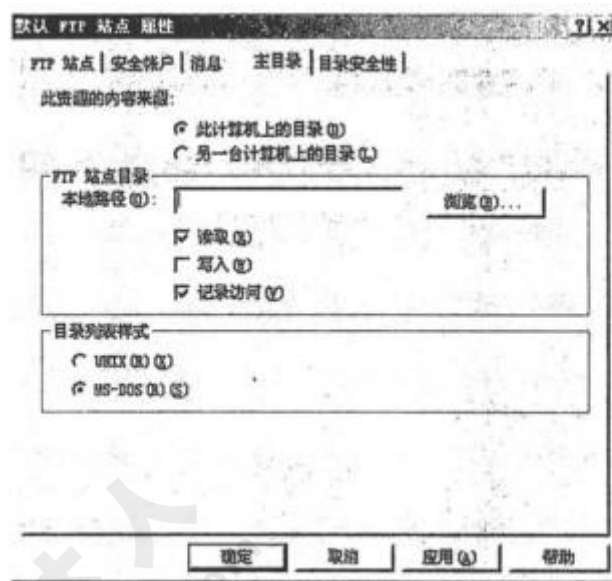 默认 FTP 站点 属性
FTP 站点 安全帐户 消息 主目录 目录安全性
此资源的内容来源:
此计算机上的目录(D)
另一台计算机上的目录(L)
FTP 站点目录
本地路径(O):
浏览(B)...
读取(R)
写入(W)
记录访问(V)
目录列表样式
UNIX(R)(X)
MS-DOS(R)(S)
确定 取消 应用(A) 帮助